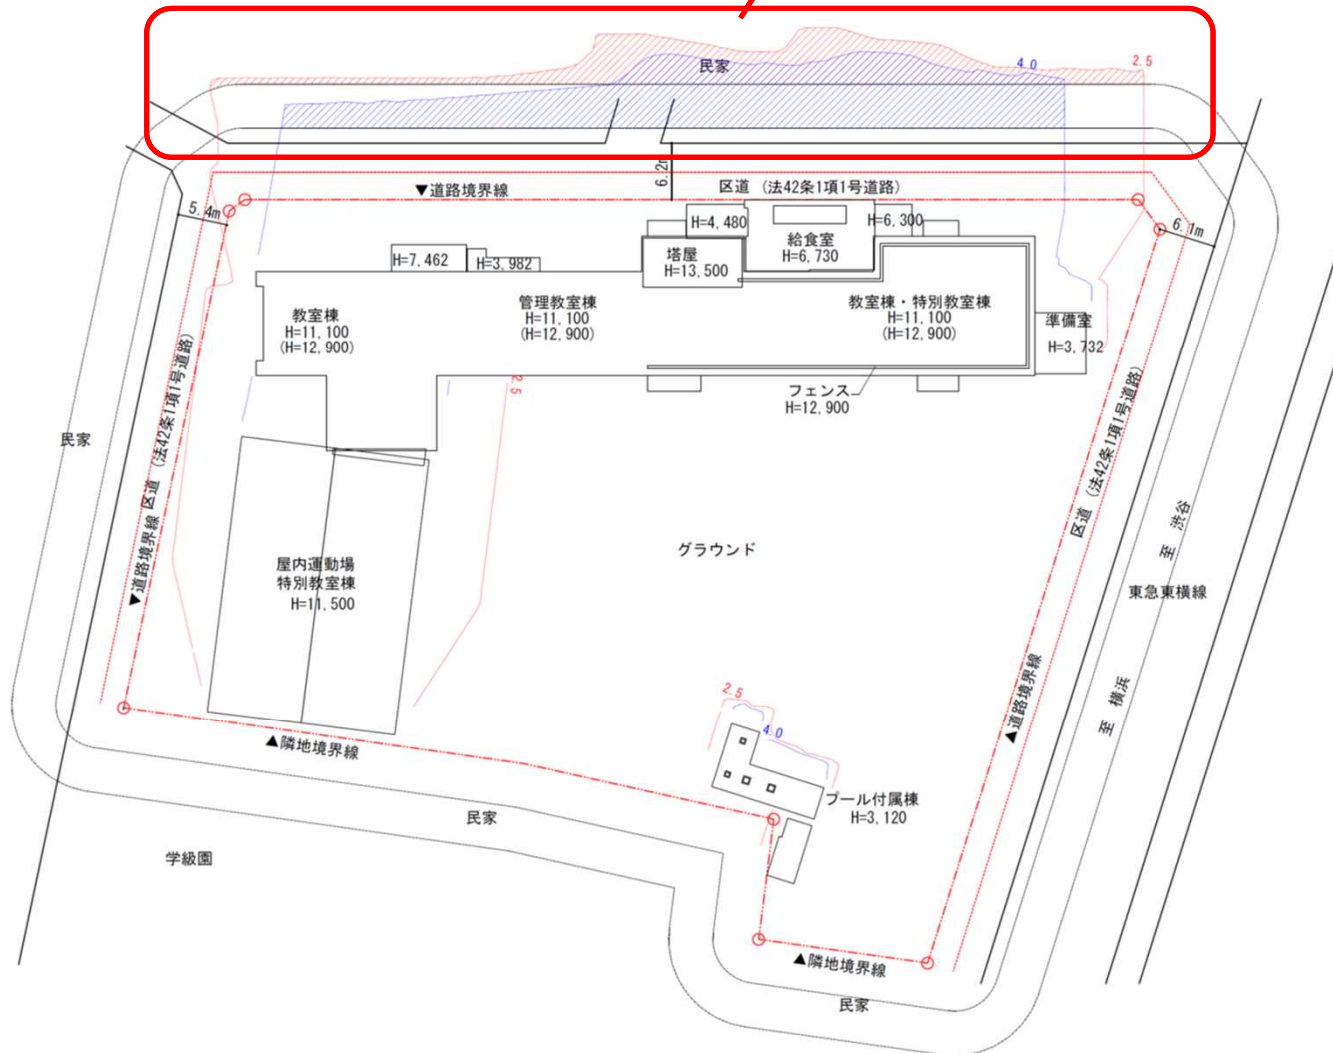 民家
4.0
2.5
6.2m
▼道路境界線
区道 (法42条1項1号道路)
5.4m
6.1m
H=4,480
給食室
H=6,730
H=6,300
H=7,462
H=3,982
塔屋
H=13,500
教室棟
H=11,100
(H=12,900)
管理教室棟
H=11,100
(H=12,900)
教室棟・特別教室棟
H=11,100
(H=12,900)
準備室
H=3,732
フェンス
H=12,900
2.5
民家
▼道路境界線
区道 (法42条1項1号道路)
区道 (法42条1項1号道路)
至 渋谷
グラウンド
屋内運動場
特別教室棟
H=11,500
東急東横線
▲道路境界線
至 横浜
2.5
4.0
▲隣地境界線
プール付属棟
H=3,120
民家
学級園
▲隣地境界線
民家